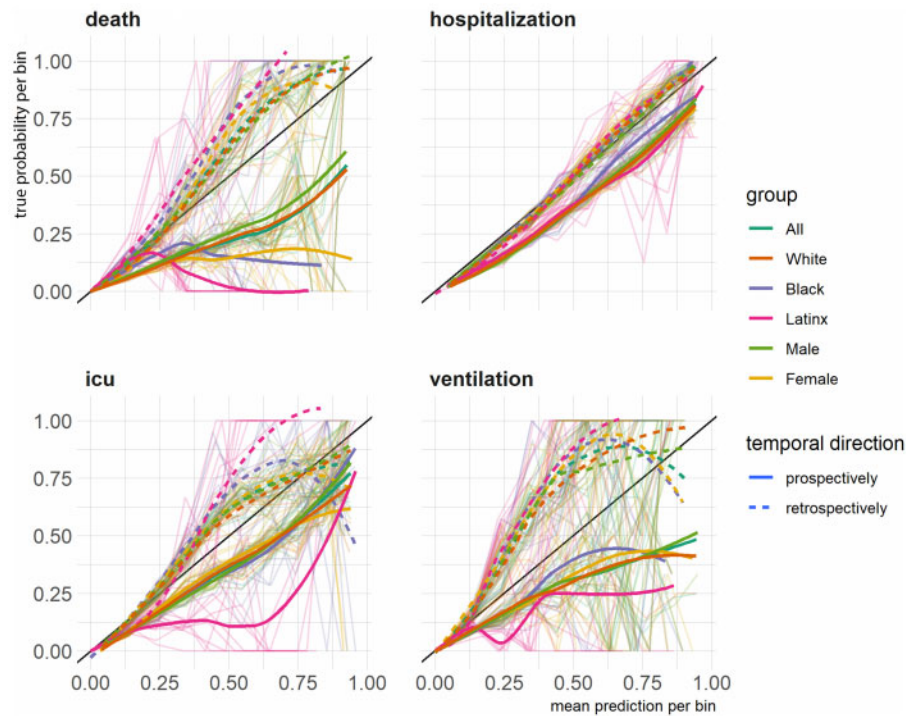 death
hospitalization
true probability per bin
1.00
0.75
0.50
0.25
0.00
group
All
White
Black
Latinx
Male
Female
icu
ventilation
1.00
0.75
0.50
0.25
0.00
temporal direction
prospectively
retrospectively
0.00 0.25 0.50 0.75 1.00
0.00 0.25 0.50 0.75 1.00
mean prediction per bin